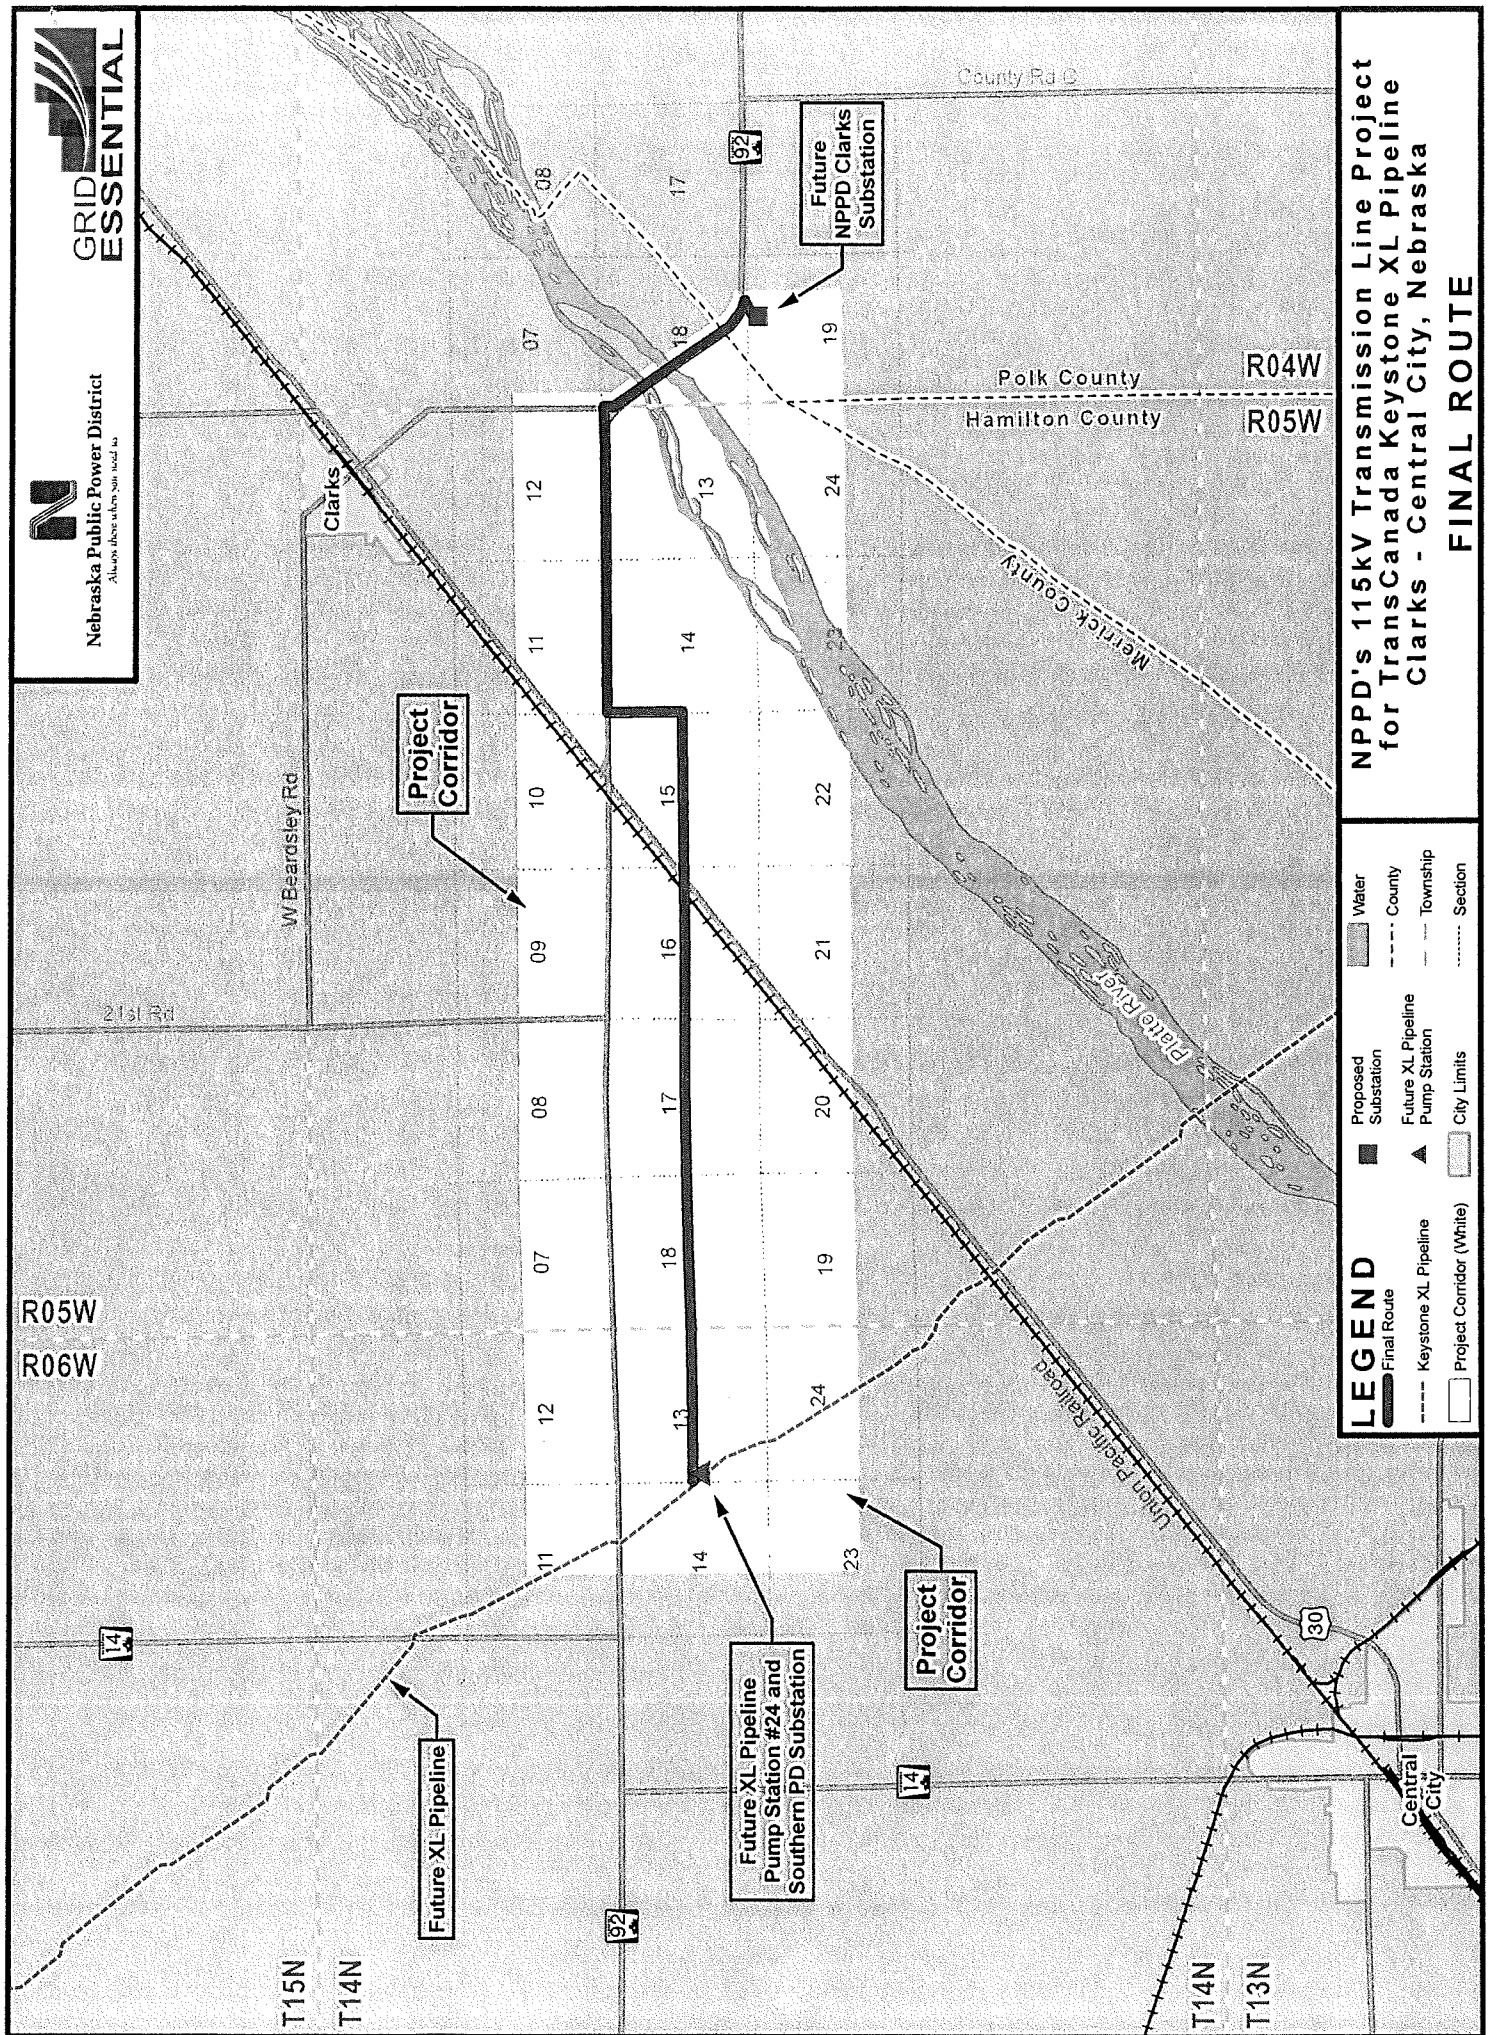 GRID
ESSENTIAL
Nebraska Public Power District
Always there when you need us
R05W
R06W
T15N
T14N
T14N
T13N
R04W
R05W
14
14
92
92
30
21st Rd
W Beardsley Rd
County Rd C
Clarks
Central
City
Union Pacific Railroad
Platte River
Merrick County
Polk County
Hamilton County
Future XL Pipeline
Project
Corridor
Future XL Pipeline
Pump Station #24 and
Southern PD Substation
Project
Corridor
Future
NPPD Clarks
Substation
11
12
07
08
09
10
11
12
07
08
14
13
18
17
16
15
14
13
18
17
23
24
19
20
21
22
23
24
19
LEGEND
Final Route
Keystone XL Pipeline
Project Corridor (White)
Proposed
Substation
Future XL Pipeline
Pump Station
City Limits
Water
County
Township
Section
NPPD's 115kV Transmission Line Project
for TransCanada Keystone XL Pipeline
Clarks - Central City, Nebraska
FINAL ROUTE